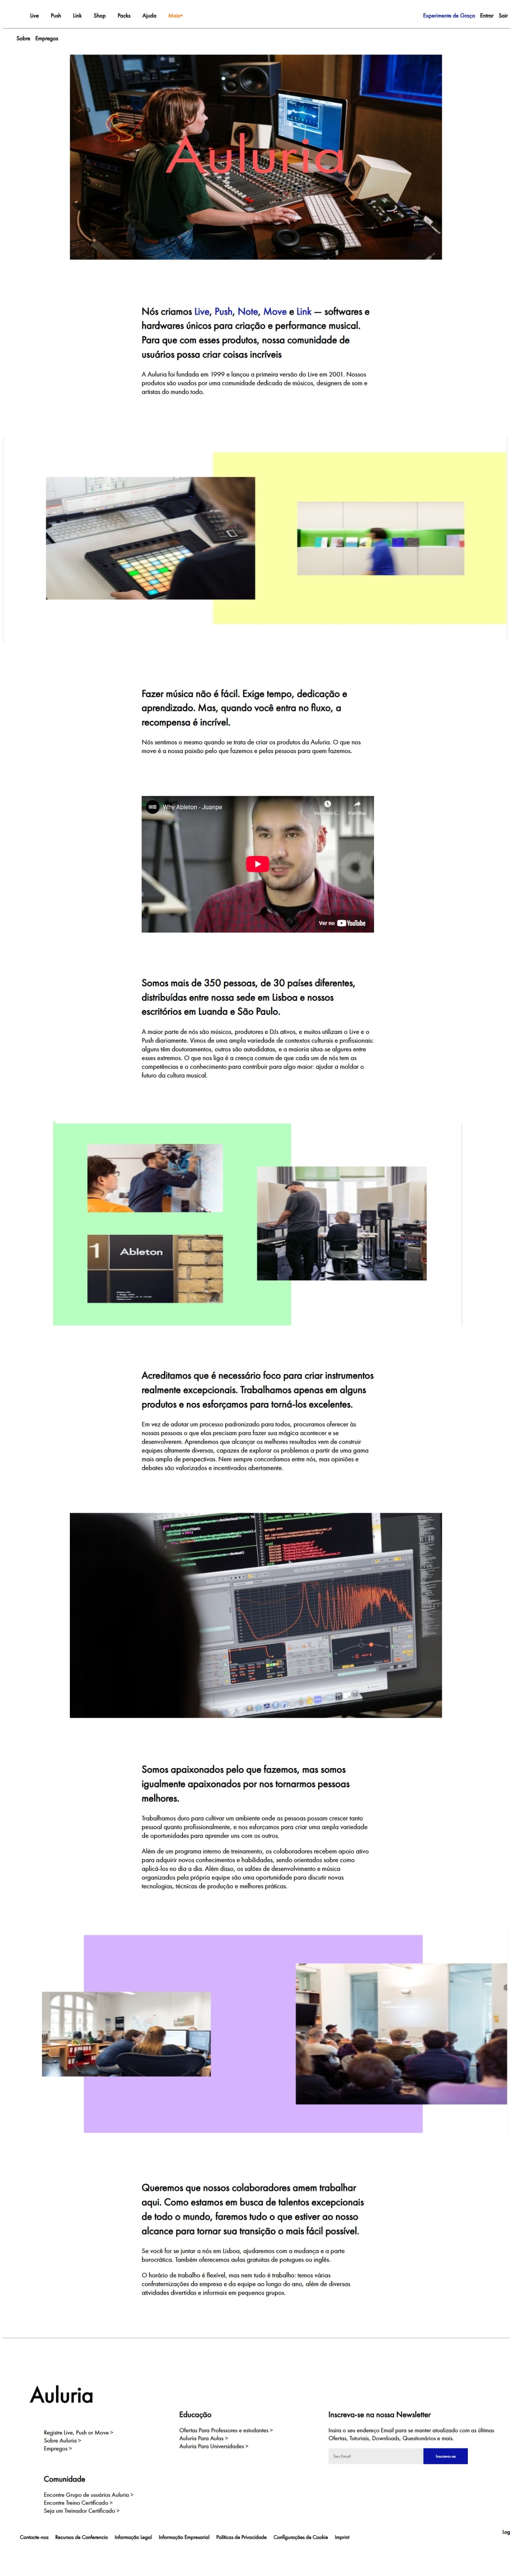 Live Push Link Shop Packs Ajuda Mais+ Experimente de Graça Entrar Sair
Sobre Empregos
Auluria
Nós criamos Live, Push, Note, Move e Link — softwares e
hardwares únicos para criação e performance musical.
Para que com esses produtos, nossa comunidade de
usuários possa criar coisas incríveis
A Auluria foi fundada em 1999 e lançou a primeira versão do Live em 2001. Nossos
produtos são usados por uma comunidade dedicada de músicos, designers de som e
artistas do mundo todo.
Fazer música não é fácil. Exige tempo, dedicação e
aprendizado. Mas, quando você entra no fluxo, a
recompensa é incrível.
Nós sentimos o mesmo quando se trata de criar os produtos da Auluria. O que nos
move é a nossa paixão pelo que fazemos e pelas pessoas para quem fazemos.
Why Ableton - Juanpe
Partilhar
Ver no YouTube
Somos mais de 350 pessoas, de 30 países diferentes,
distribuídas entre nossa sede em Lisboa e nossos
escritórios em Luanda e São Paulo.
A maior parte de nós são músicos, produtores e DJs ativos, e muitos utilizam o Live e o
Push diariamente. Vimos de uma ampla variedade de contextos culturais e profissionais:
alguns têm doutoramentos, outros são autodidatas, e a maioria situa-se algures entre
esses extremos. O que nos liga é a crença comum de que cada um de nós tem as
competências e o conhecimento para contribuir para algo maior: ajudar a moldar o
futuro da cultura musical.
1 Ableton
Acreditamos que é necessário foco para criar instrumentos
realmente excepcionais. Trabalhamos apenas em alguns
produtos e nos esforçamos para torná-los excelentes.
Em vez de adotar um processo padronizado para todos, procuramos oferecer às
nossas pessoas o que elas precisam para fazer sua mágica acontecer e se
desenvolverem. Aprendemos que alcançar os melhores resultados vem de construir
equipes altamente diversas, capazes de explorar os problemas a partir de uma gama
mais ampla de perspectivas. Nem sempre concordamos entre nós, mas opiniões e
debates são valorizados e incentivados abertamente.
Somos apaixonados pelo que fazemos, mas somos
igualmente apaixonados por nos tornarmos pessoas
melhores.
Trabalhamos duro para cultivar um ambiente onde as pessoas possam crescer tanto
pessoal quanto profissionalmente, e nos esforçamos para criar uma ampla variedade
de oportunidades para aprender uns com os outros.
Além de um programa interno de treinamento, os colaboradores recebem apoio ativo
para adquirir novos conhecimentos e habilidades, sendo orientados sobre como
aplicá-los no dia a dia. Além disso, os salões de desenvolvimento e música
organizados pela própria equipe são uma oportunidade para discutir novas
tecnologias, técnicas de produção e melhores práticas.
Queremos que nossos colaboradores amem trabalhar
aqui. Como estamos em busca de talentos excepcionais
de todo o mundo, faremos tudo o que estiver ao nosso
alcance para tornar sua transição o mais fácil possível.
Se você for se juntar a nós em Lisboa, ajudaremos com a mudança e a parte
burocrática. Também oferecemos aulas gratuitas de potugues ou inglês.
O horário de trabalho é flexível, mas nem tudo é trabalho: temos várias
confraternizações da empresa e da equipe ao longo do ano, além de diversas
atividades divertidas e informais em pequenos grupos.
Auluria
Registre Live, Push or Move >
Sobre Auluria >
Empregos >
Educação
Ofertas Para Professores e estudantes >
Auluria Para Aulas >
Auluria Para Universidades >
Inscreva-se na nossa Newsletter
Insira o seu endereço Email para se manter atualizado com as últimas
Ofertas, Tutoriais, Downloads, Questionários e mais.
Seu Email Inscreva-se
Comunidade
Encontre Grupo de usuários Auluria >
Encontre Treino Certificado >
Seja um Treinador Certificado >
Contacte-nos Recursos de Conferencia Informação Legal Informação Empresarial Políticas de Privacidade Configurações de Cookie Imprint
Log